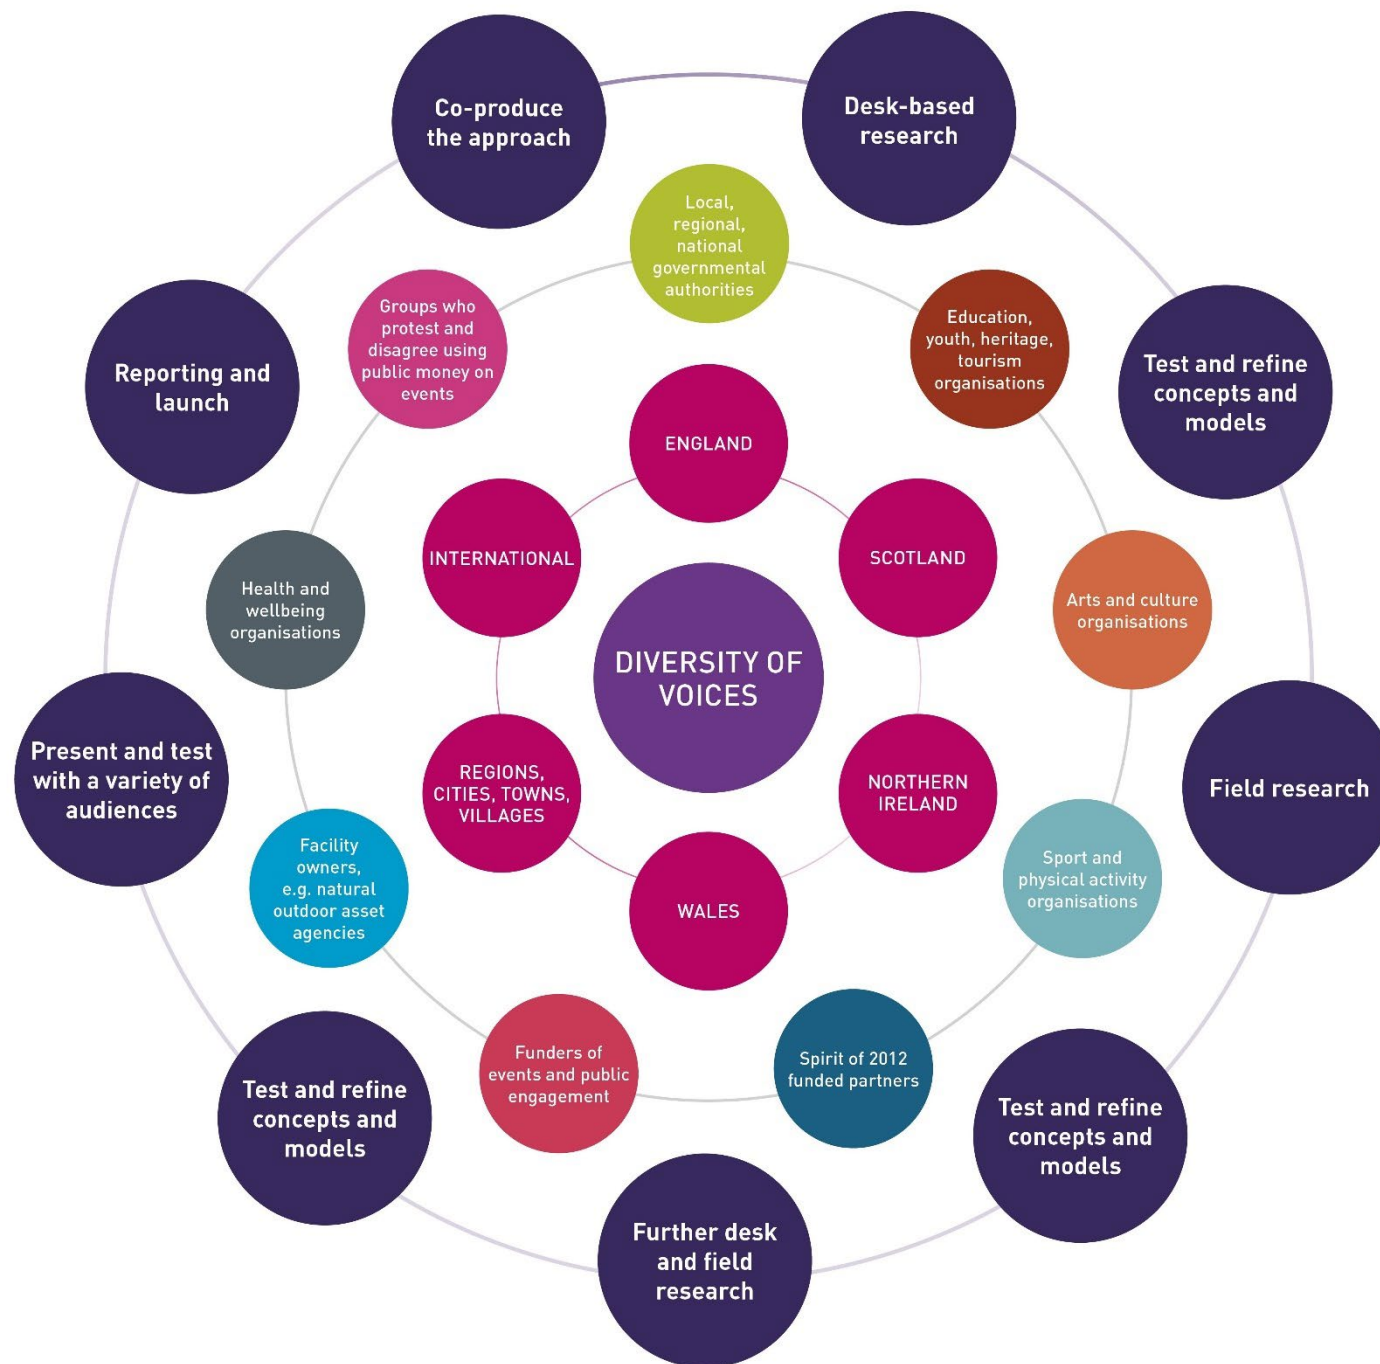 Co-produce
the approach
Desk-based
research
Test and refine
concepts and
models
Field research
Test and refine
concepts and
models
Further desk
and field
research
Test and refine
concepts and
models
Present and test
with a variety of
audiences
Reporting and
launch
Local,
regional,
national
governmental
authorities
Education,
youth, heritage,
tourism
organisations
Arts and culture
organisations
Sport and
physical activity
organisations
Spirit of 2012
funded partners
Funders of
events and public
engagement
Facility
owners,
e.g. natural
outdoor asset
agencies
Health and
wellbeing
organisations
Groups who
protest and
disagree using
public money on
events
ENGLAND
SCOTLAND
NORTHERN
IRELAND
WALES
REGIONS,
CITIES, TOWNS,
VILLAGES
INTERNATIONAL
DIVERSITY OF
VOICES